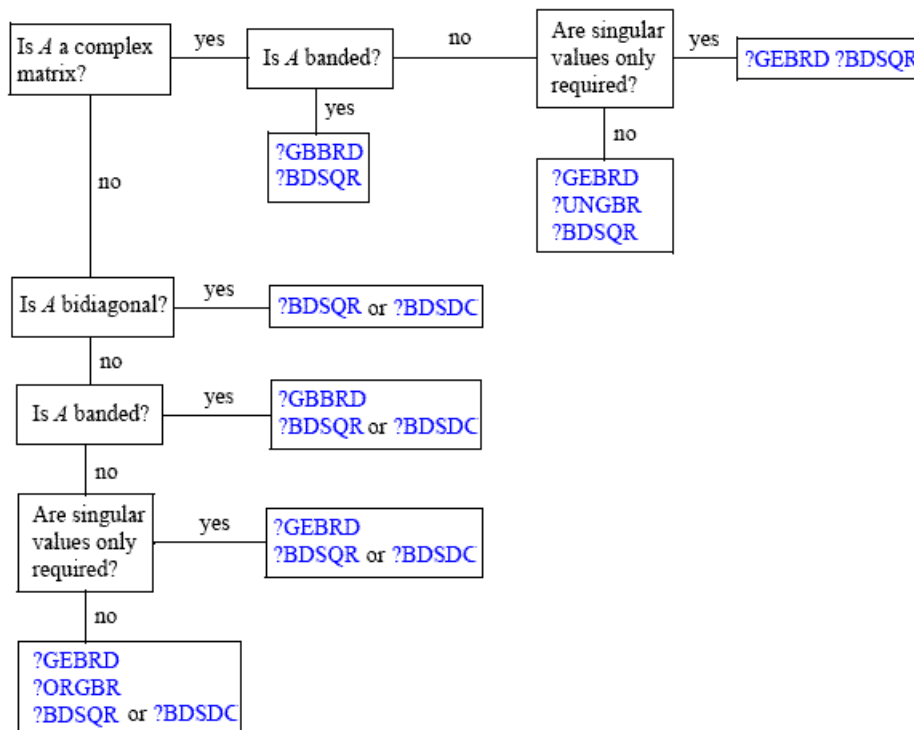 Is A a complex
matrix?
yes
Is A banded?
no
Are singular
values only
required?
yes
?GEBRD ?BDSQR
yes
?GBBRD
?BDSQR
no
?GEBRD
?UNGBR
?BDSQR
no
Is A bidiagonal?
yes
?BDSQR or ?BDSDC
no
Is A banded?
yes
?GBBRD
?BDSQR or ?BDSDC
no
Are singular
values only
required?
yes
?GEBRD
?BDSQR or ?BDSDC
no
?GEBRD
?ORGBR
?BDSQR or ?BDSDC